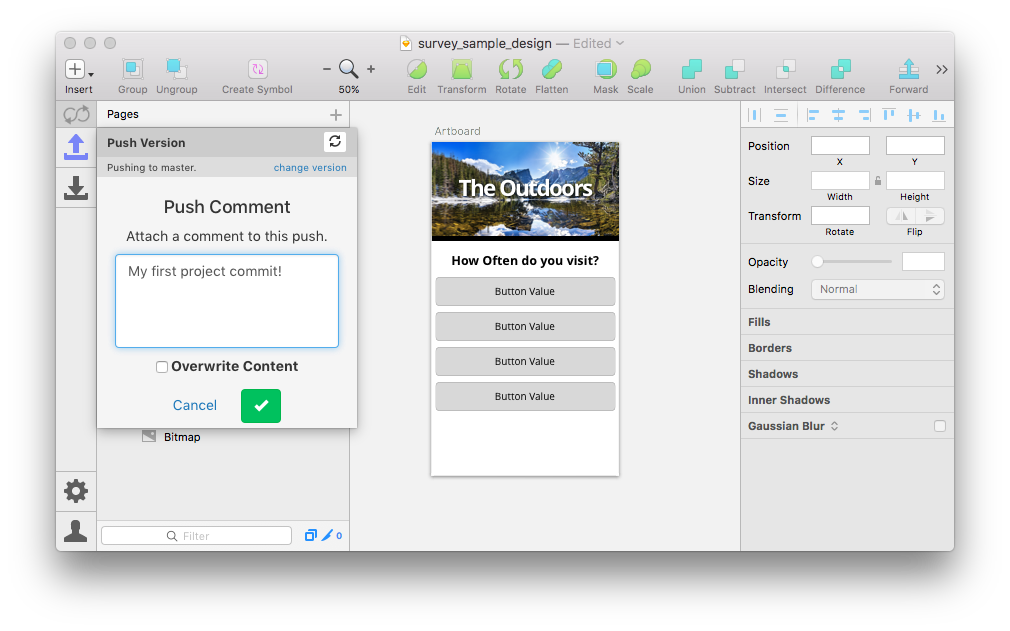 survey_sample_design — Edited
Insert
Group
Ungroup
Create Symbol
50%
Edit
Transform
Rotate
Flatten
Mask
Scale
Union
Subtract
Intersect
Difference
Forward
Pages
Push Version
Pushing to master.
change version
Push Comment
Attach a comment to this push.
My first project commit!
Overwrite Content
Cancel
Bitmap
Filter
0
Artboard
The Outdoors
How Often do you visit?
Button Value
Button Value
Button Value
Button Value
Position
X
Y
Size
Width
Height
Transform
Rotate
Flip
Opacity
Blending
Normal
Fills
Borders
Shadows
Inner Shadows
Gaussian Blur